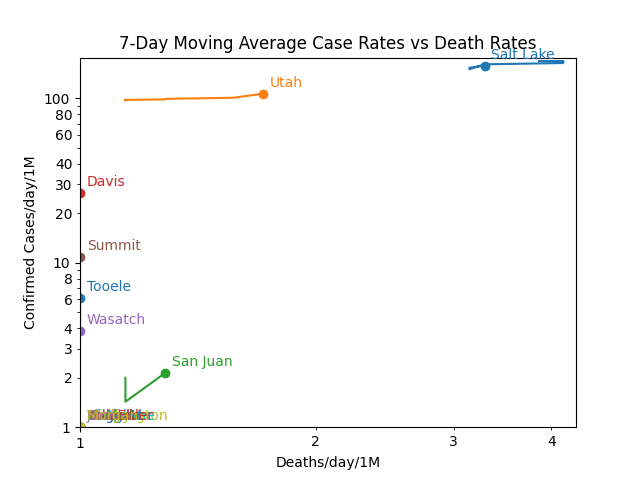 7-Day Moving Average Case Rates vs Death Rates
Salt Lake
Utah
100
80
60
Davis
40
30
20
Summit
10
8
Tooele
6
Wasatch
4
3
San Juan
2
1
1
2
3
4
Confirmed Cases/day/1M
Deaths/day/1M